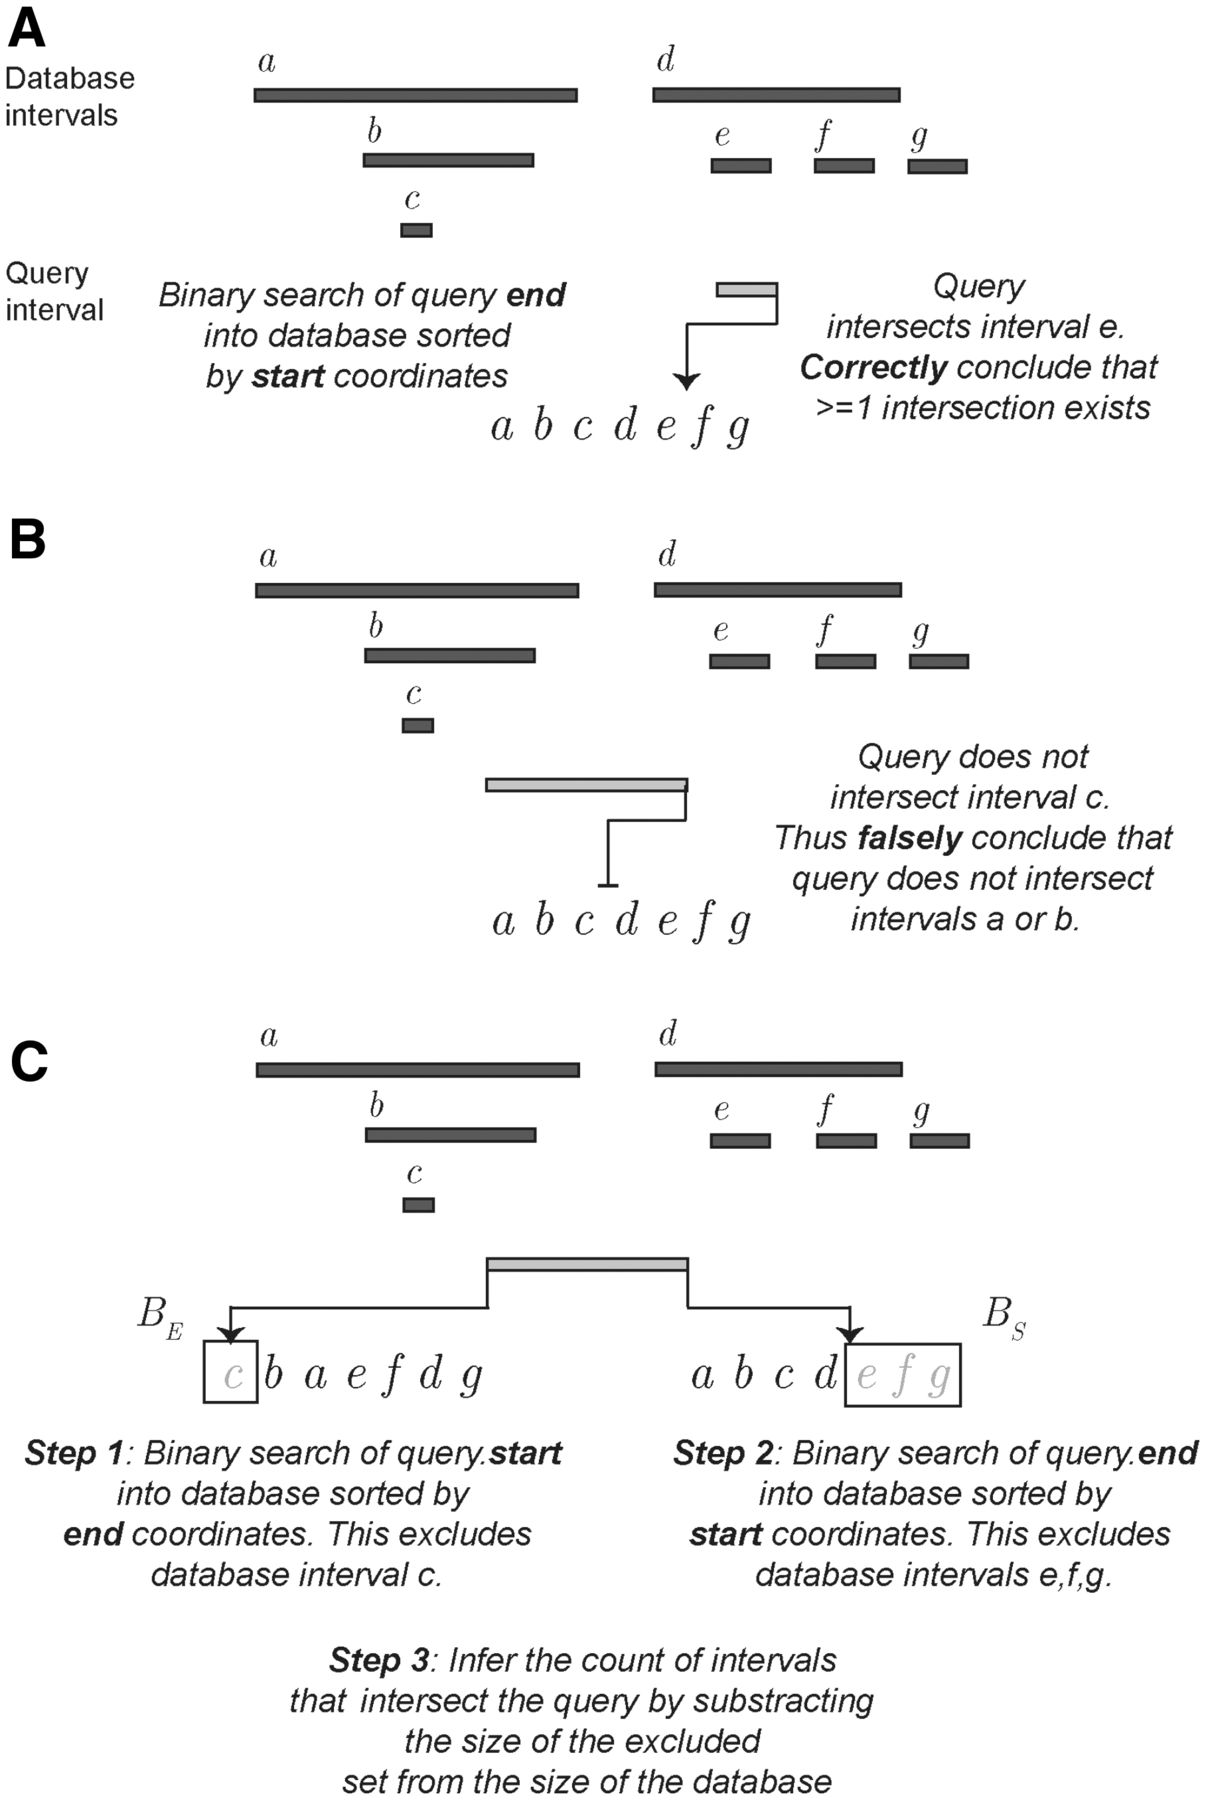 A
Database
intervals
a
d
b
e
f
g
c
Query
interval
Binary search of query end
into database sorted
by start coordinates
Query
intersects interval e.
Correctly conclude that
>=1 intersection exists
a b c d e f g
B
a
d
b
e
f
g
c
Query does not
intersect interval c.
Thus falsely conclude that
query does not intersect
intervals a or b.
a b c d e f g
C
a
d
b
e
f
g
c
B_E
B_S
c b a e f d g
a b c d e f g
Step 1: Binary search of query.start
into database sorted by
end coordinates. This excludes
database interval c.
Step 2: Binary search of query.end
into database sorted by
start coordinates. This excludes
database intervals e,f,g.
Step 3: Infer the count of intervals
that intersect the query by substracting
the size of the excluded
set from the size of the database